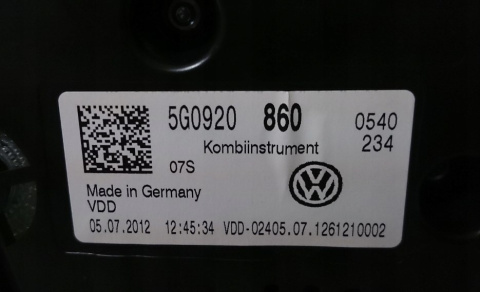 5G0920 860 0540
Kombiinstrument 234
07S
Made in Germany
VDD
05.07.2012 12:45:34 VDD-02405.07.1261210002